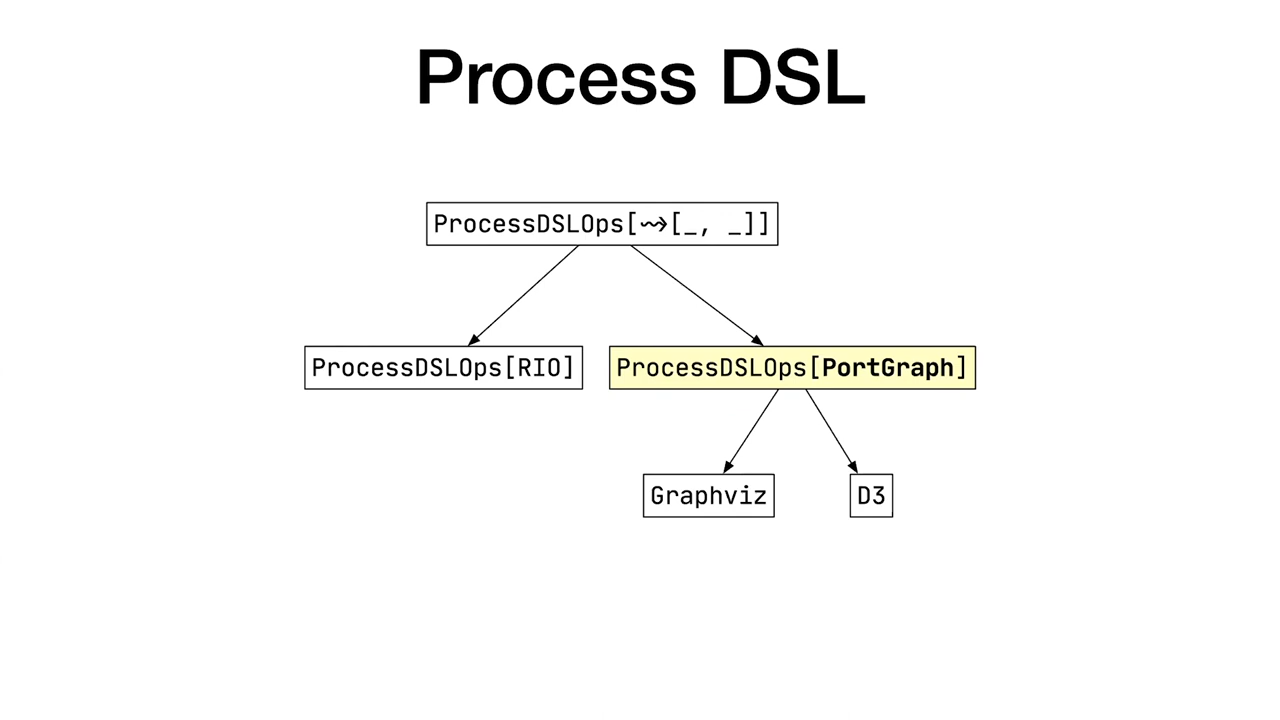 Process DSL
ProcessDSLOps[⇝[_, _]]
ProcessDSLOps[RIO]
ProcessDSLOps[PortGraph]
Graphviz
D3